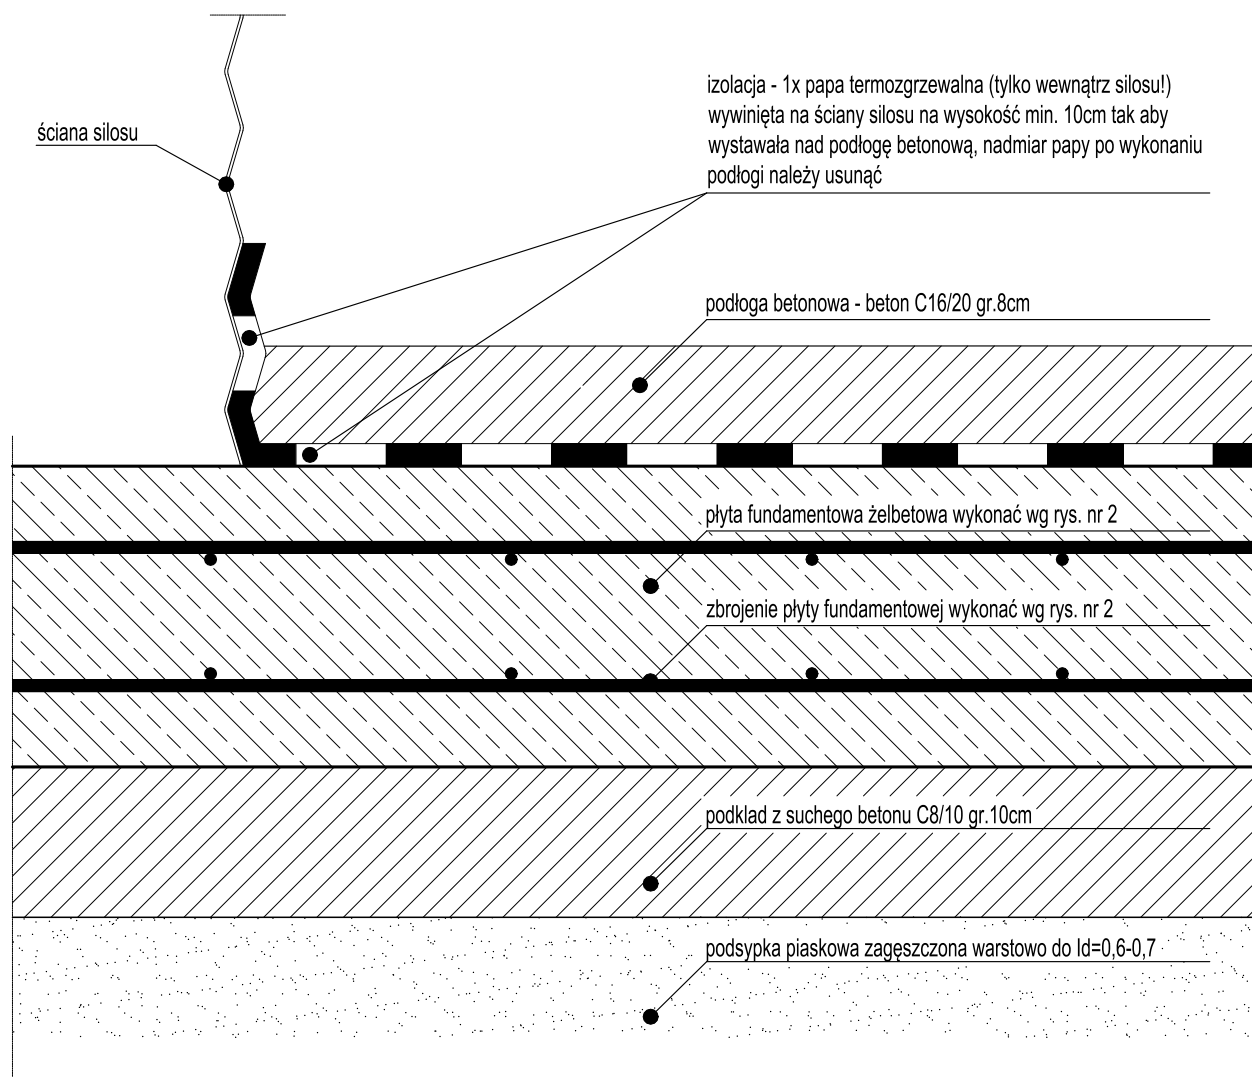 izolacja - 1x papa termozgrzewalna (tylko wewnątrz silosu!)
wywinięta na ściany silosu na wysokość min. 10cm tak aby
wystawała nad podłogę betonową, nadmiar papy po wykonaniu
podłogi należy usunąć
ściana silosu
podłoga betonowa - beton C16/20 gr.8cm
płyta fundamentowa żelbetowa wykonać wg rys. nr 2
zbrojenie płyty fundamentowej wykonać wg rys. nr 2
podklad z suchego betonu C8/10 gr.10cm
podsypka piaskowa zagęszczona warstowo do Id=0,6-0,7